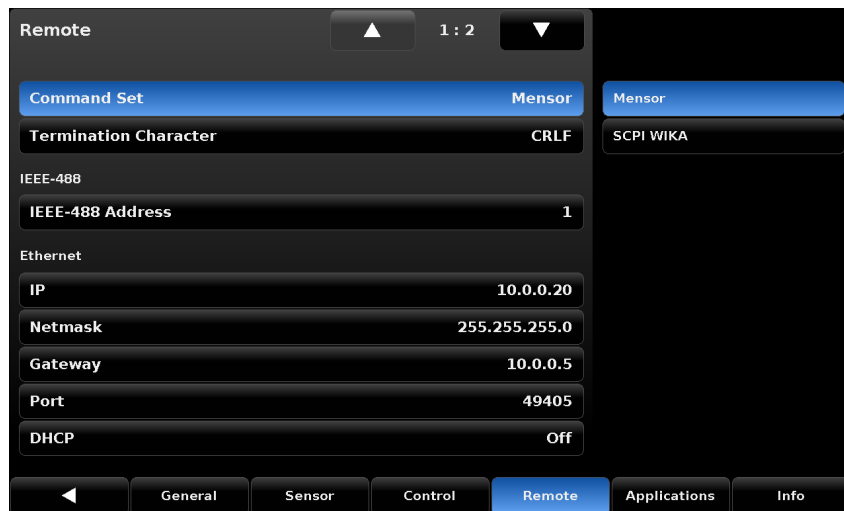 Remote 1 : 2
Command Set Mensor
Mensor
Termination Character CRLF
SCPI WIKA
IEEE-488
IEEE-488 Address 1
Ethernet
IP 10.0.0.20
Netmask 255.255.255.0
Gateway 10.0.0.5
Port 49405
DHCP Off
General Sensor Control Remote Applications Info